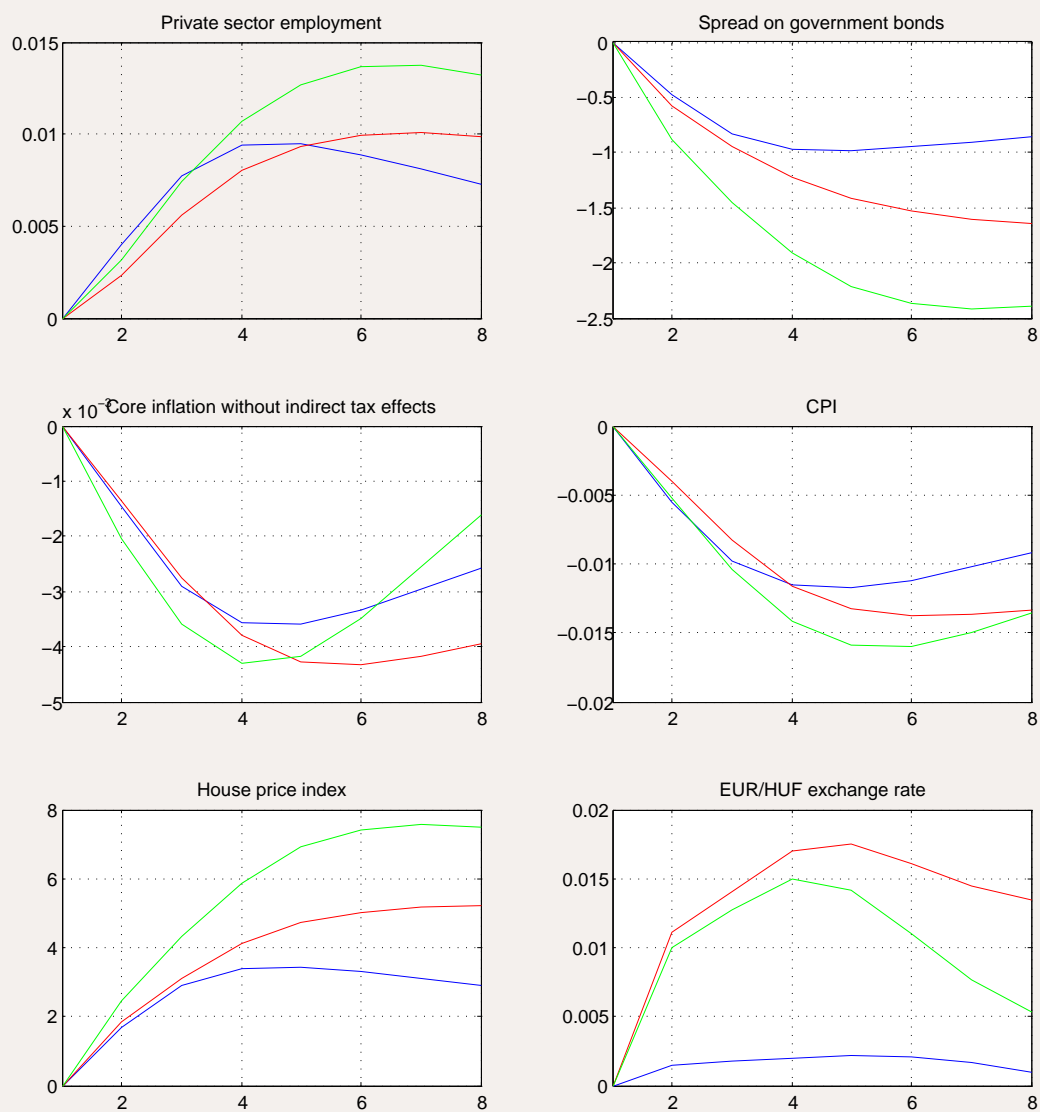 Private sector employment
0.015
0.01
0.005
0
2 4 6 8
Spread on government bonds
0
−0.5
−1
−1.5
−2
−2.5
2 4 6 8
x 10⁻³ Core inflation without indirect tax effects
0
−1
−2
−3
−4
−5
2 4 6 8
CPI
0
−0.005
−0.01
−0.015
−0.02
2 4 6 8
House price index
8
6
4
2
0
2 4 6 8
EUR/HUF exchange rate
0.02
0.015
0.01
0.005
0
2 4 6 8